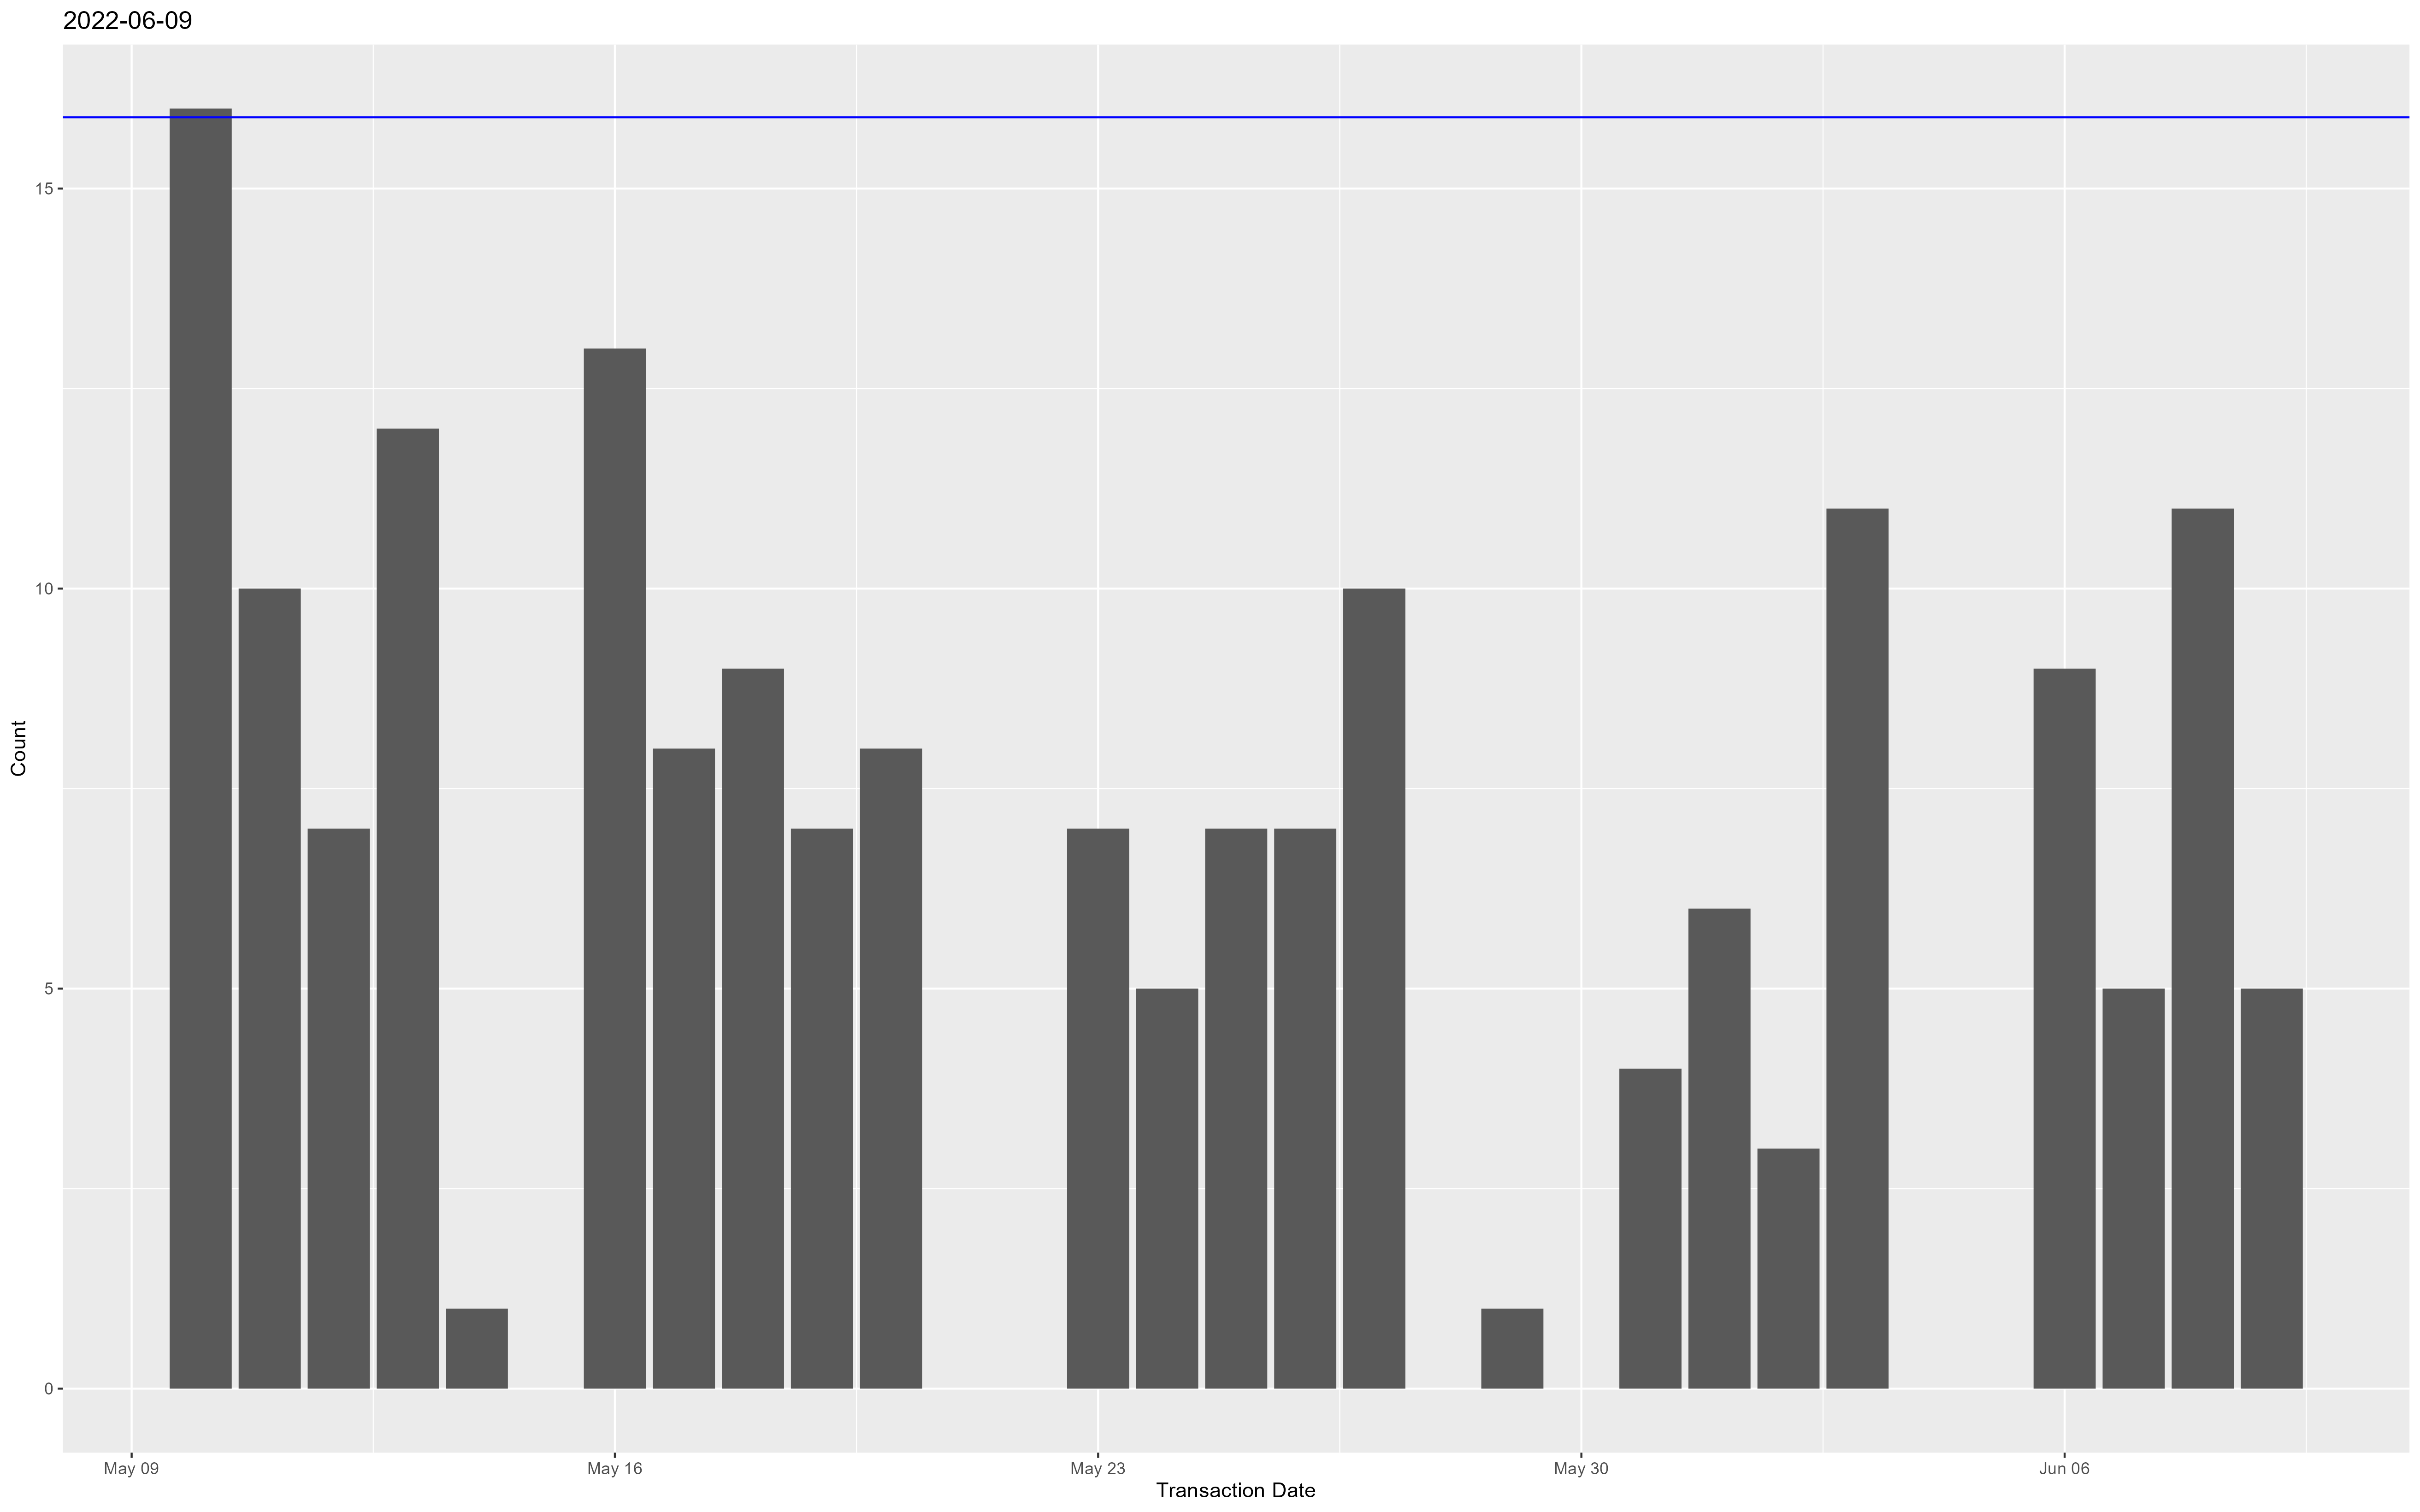 2022-06-09
Count
15
10
5
0
May 09
May 16
May 23
May 30
Jun 06
Transaction Date